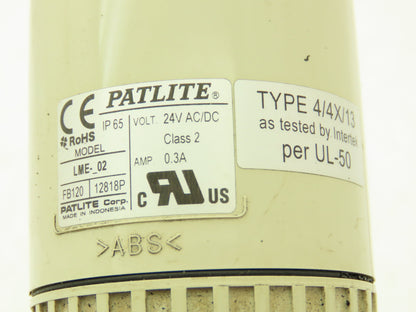 CE PATLITE®
RoHS
IP 65
VOLT. 24V AC/DC
Class 2
MODEL
LME-_02
AMP 0.3A
FB120 12818P
PATLITE Corp.
MADE IN INDONESIA
C RU US
TYPE 4/4X/13
as tested by Intertek
per UL-50
>ABS<